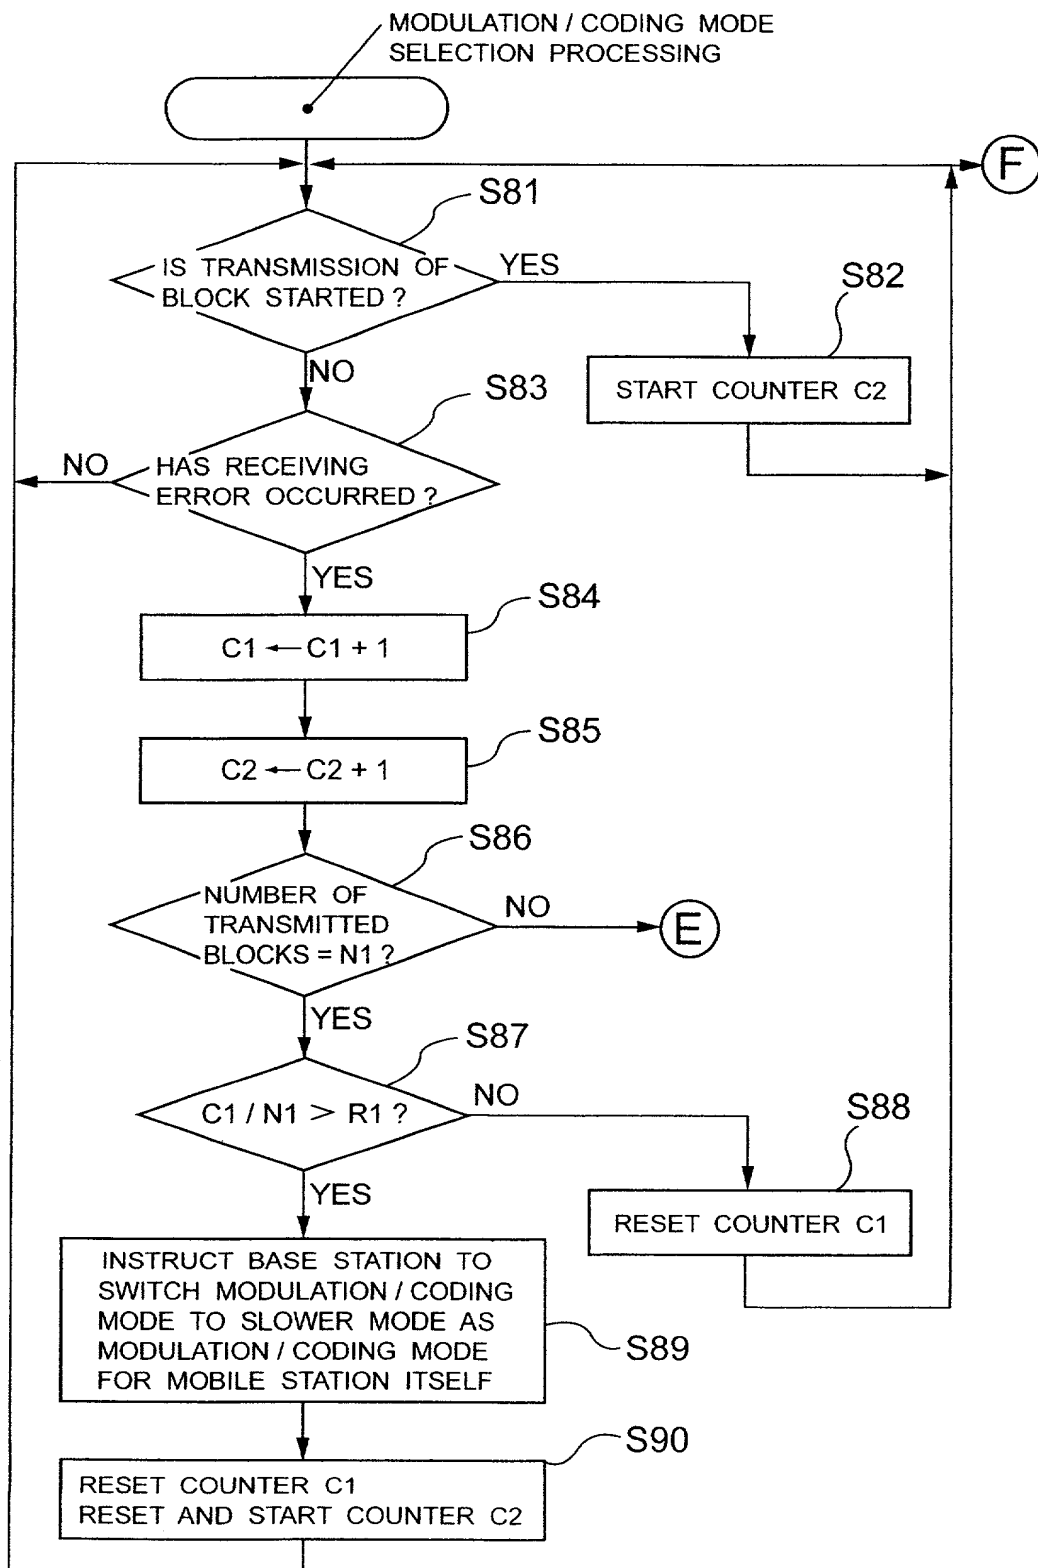 MODULATION / CODING MODE
SELECTION PROCESSING
F
S81
IS TRANSMISSION OF
BLOCK STARTED ?
YES
S82
START COUNTER C2
NO
S83
HAS RECEIVING
ERROR OCCURRED ?
NO
YES
S84
C1 ← C1 + 1
S85
C2 ← C2 + 1
S86
NUMBER OF
TRANSMITTED
BLOCKS = N1 ?
NO
E
YES
S87
C1 / N1 > R1 ?
NO
S88
RESET COUNTER C1
YES
INSTRUCT BASE STATION TO
SWITCH MODULATION / CODING
MODE TO SLOWER MODE AS
MODULATION / CODING MODE
FOR MOBILE STATION ITSELF
S89
S90
RESET COUNTER C1
RESET AND START COUNTER C2